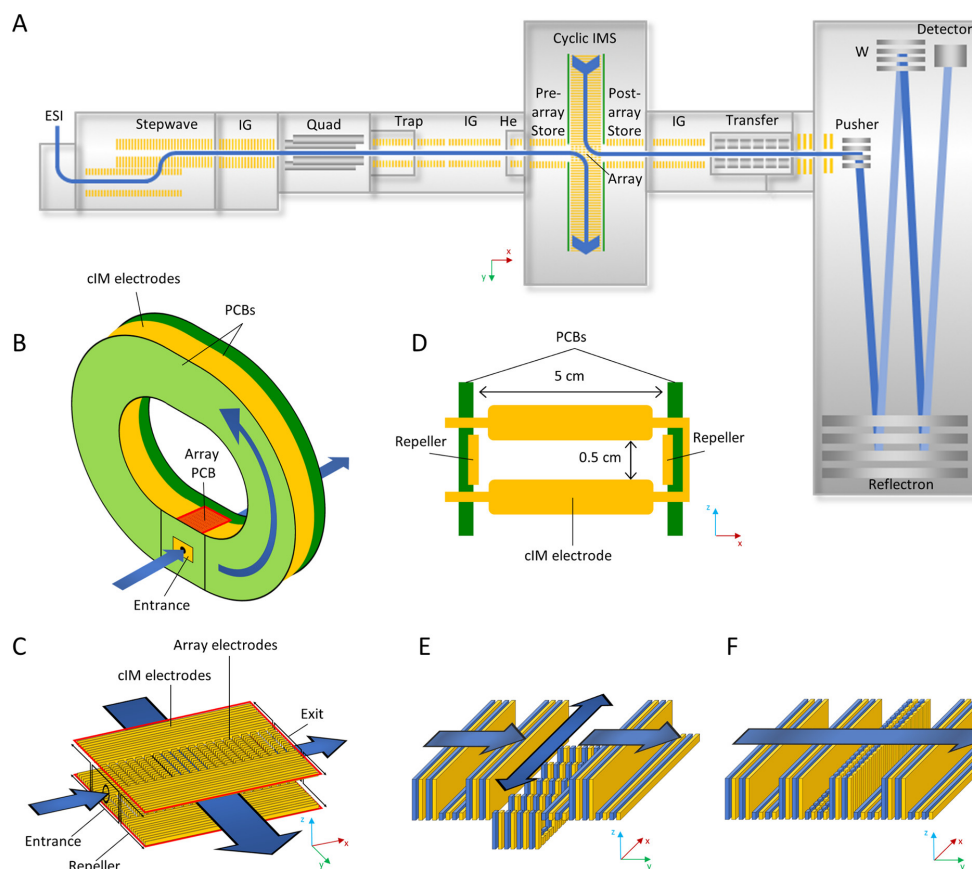 A
Cyclic IMS
Detector
W
ESI
Stepwave
IG
Quad
Trap
IG
He
Pre-
array
Store
Post-
array
Store
IG
Transfer
Pusher
Array
x
y
Reflectron
B
cIM electrodes
PCBs
Array
PCB
Entrance
D
PCBs
5 cm
Repeller
0.5 cm
Repeller
cIM electrode
z
x
C
Array electrodes
cIM electrodes
Exit
Entrance
Repeller
z
x
y
E
z
x
y
F
z
x
y